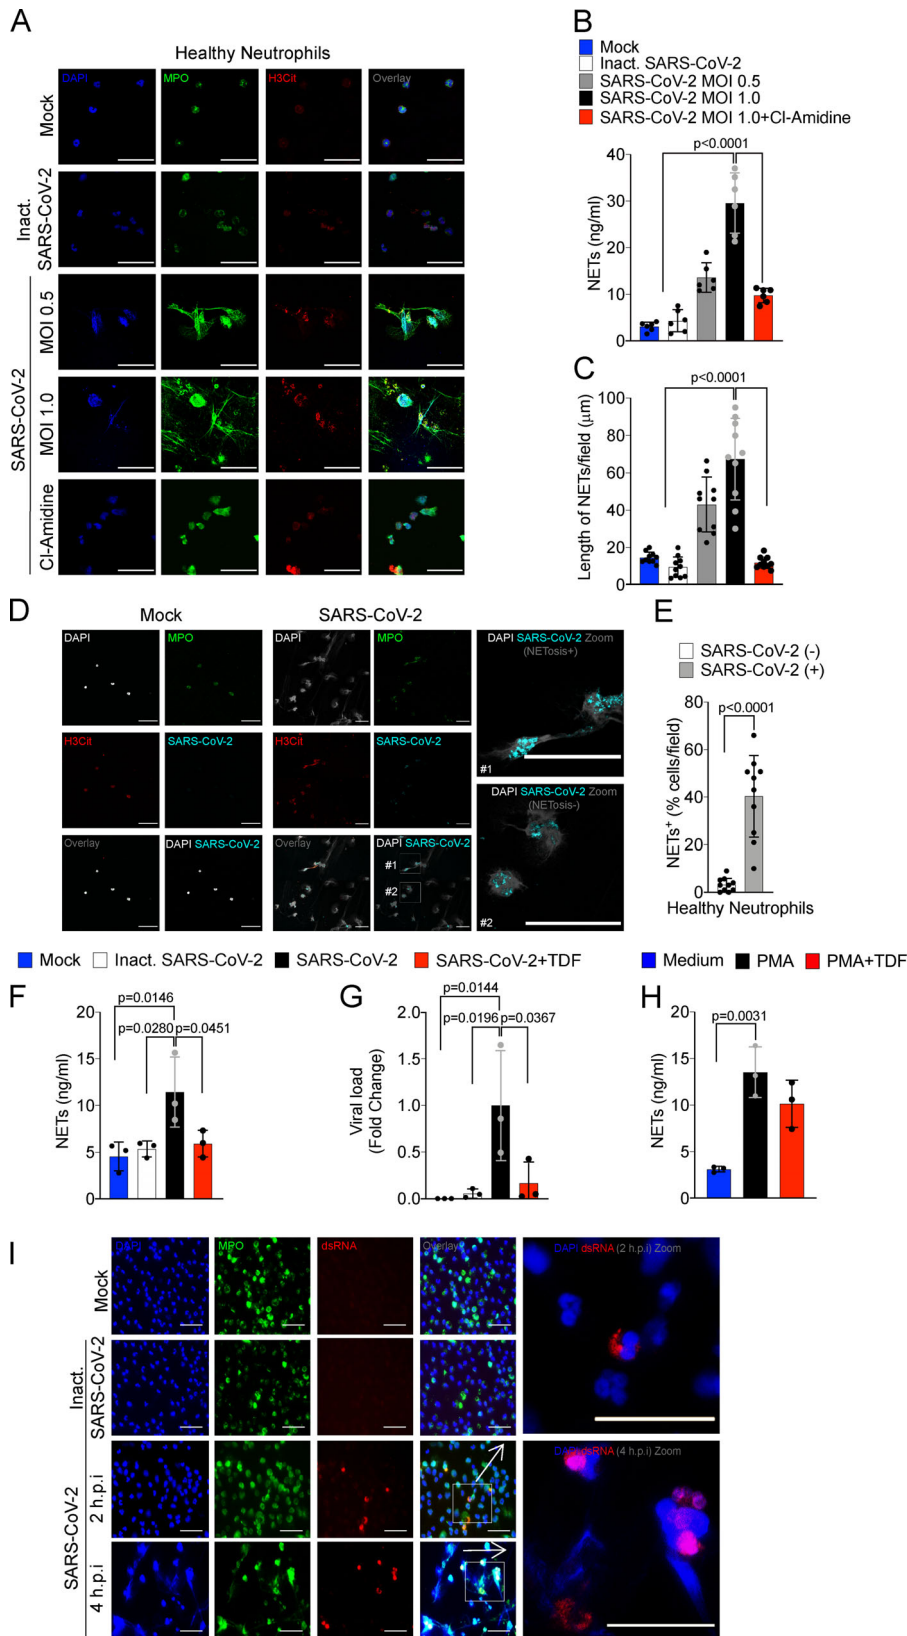 A
Healthy Neutrophils
DAPI MPO H3Cit Overlay
Mock
Inact.
SARS-CoV-2
SARS-CoV-2
MOI 0.5
MOI 1.0
Cl-Amidine
B
Mock
Inact. SARS-CoV-2
SARS-CoV-2 MOI 0.5
SARS-CoV-2 MOI 1.0
SARS-CoV-2 MOI 1.0+Cl-Amidine
p<0.0001
NETs (ng/ml)
40
30
20
10
0
C
p<0.0001
Length of NETs/field (μm)
100
80
60
40
20
0
D
Mock SARS-CoV-2
DAPI MPO DAPI MPO
H3Cit SARS-CoV-2 H3Cit SARS-CoV-2
Overlay DAPI SARS-CoV-2 Overlay DAPI SARS-CoV-2
#1
#2
DAPI SARS-CoV-2 Zoom
(NETosis+)
#1
DAPI SARS-CoV-2 Zoom
(NETosis-)
#2
E
SARS-CoV-2 (-)
SARS-CoV-2 (+)
p<0.0001
NETs+ (% cells/field)
80
60
40
20
0
Healthy Neutrophils
Mock Inact. SARS-CoV-2 SARS-CoV-2 SARS-CoV-2+TDF
Medium PMA PMA+TDF
F
p=0.0146
p=0.0280 p=0.0451
NETs (ng/ml)
20
15
10
5
0
G
p=0.0144
p=0.0196 p=0.0367
Viral load
(Fold Change)
2.0
1.5
1.0
0.5
0.0
H
p=0.0031
NETs (ng/ml)
20
15
10
5
0
I
DAPI MPO dsRNA Overlay
Mock
Inact.
SARS-CoV-2
SARS-CoV-2
2 h.p.i
4 h.p.i
DAPI dsRNA (2 h.p.i) Zoom
DAPI dsRNA (4 h.p.i) Zoom